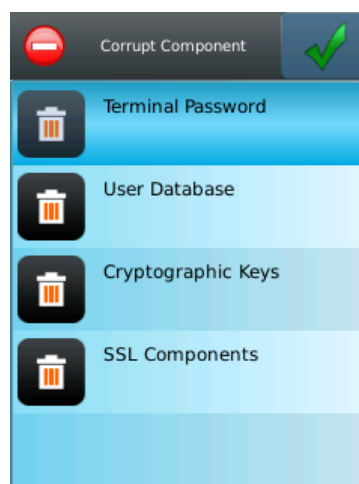 Corrupt Component
Terminal Password
User Database
Cryptographic Keys
SSL Components